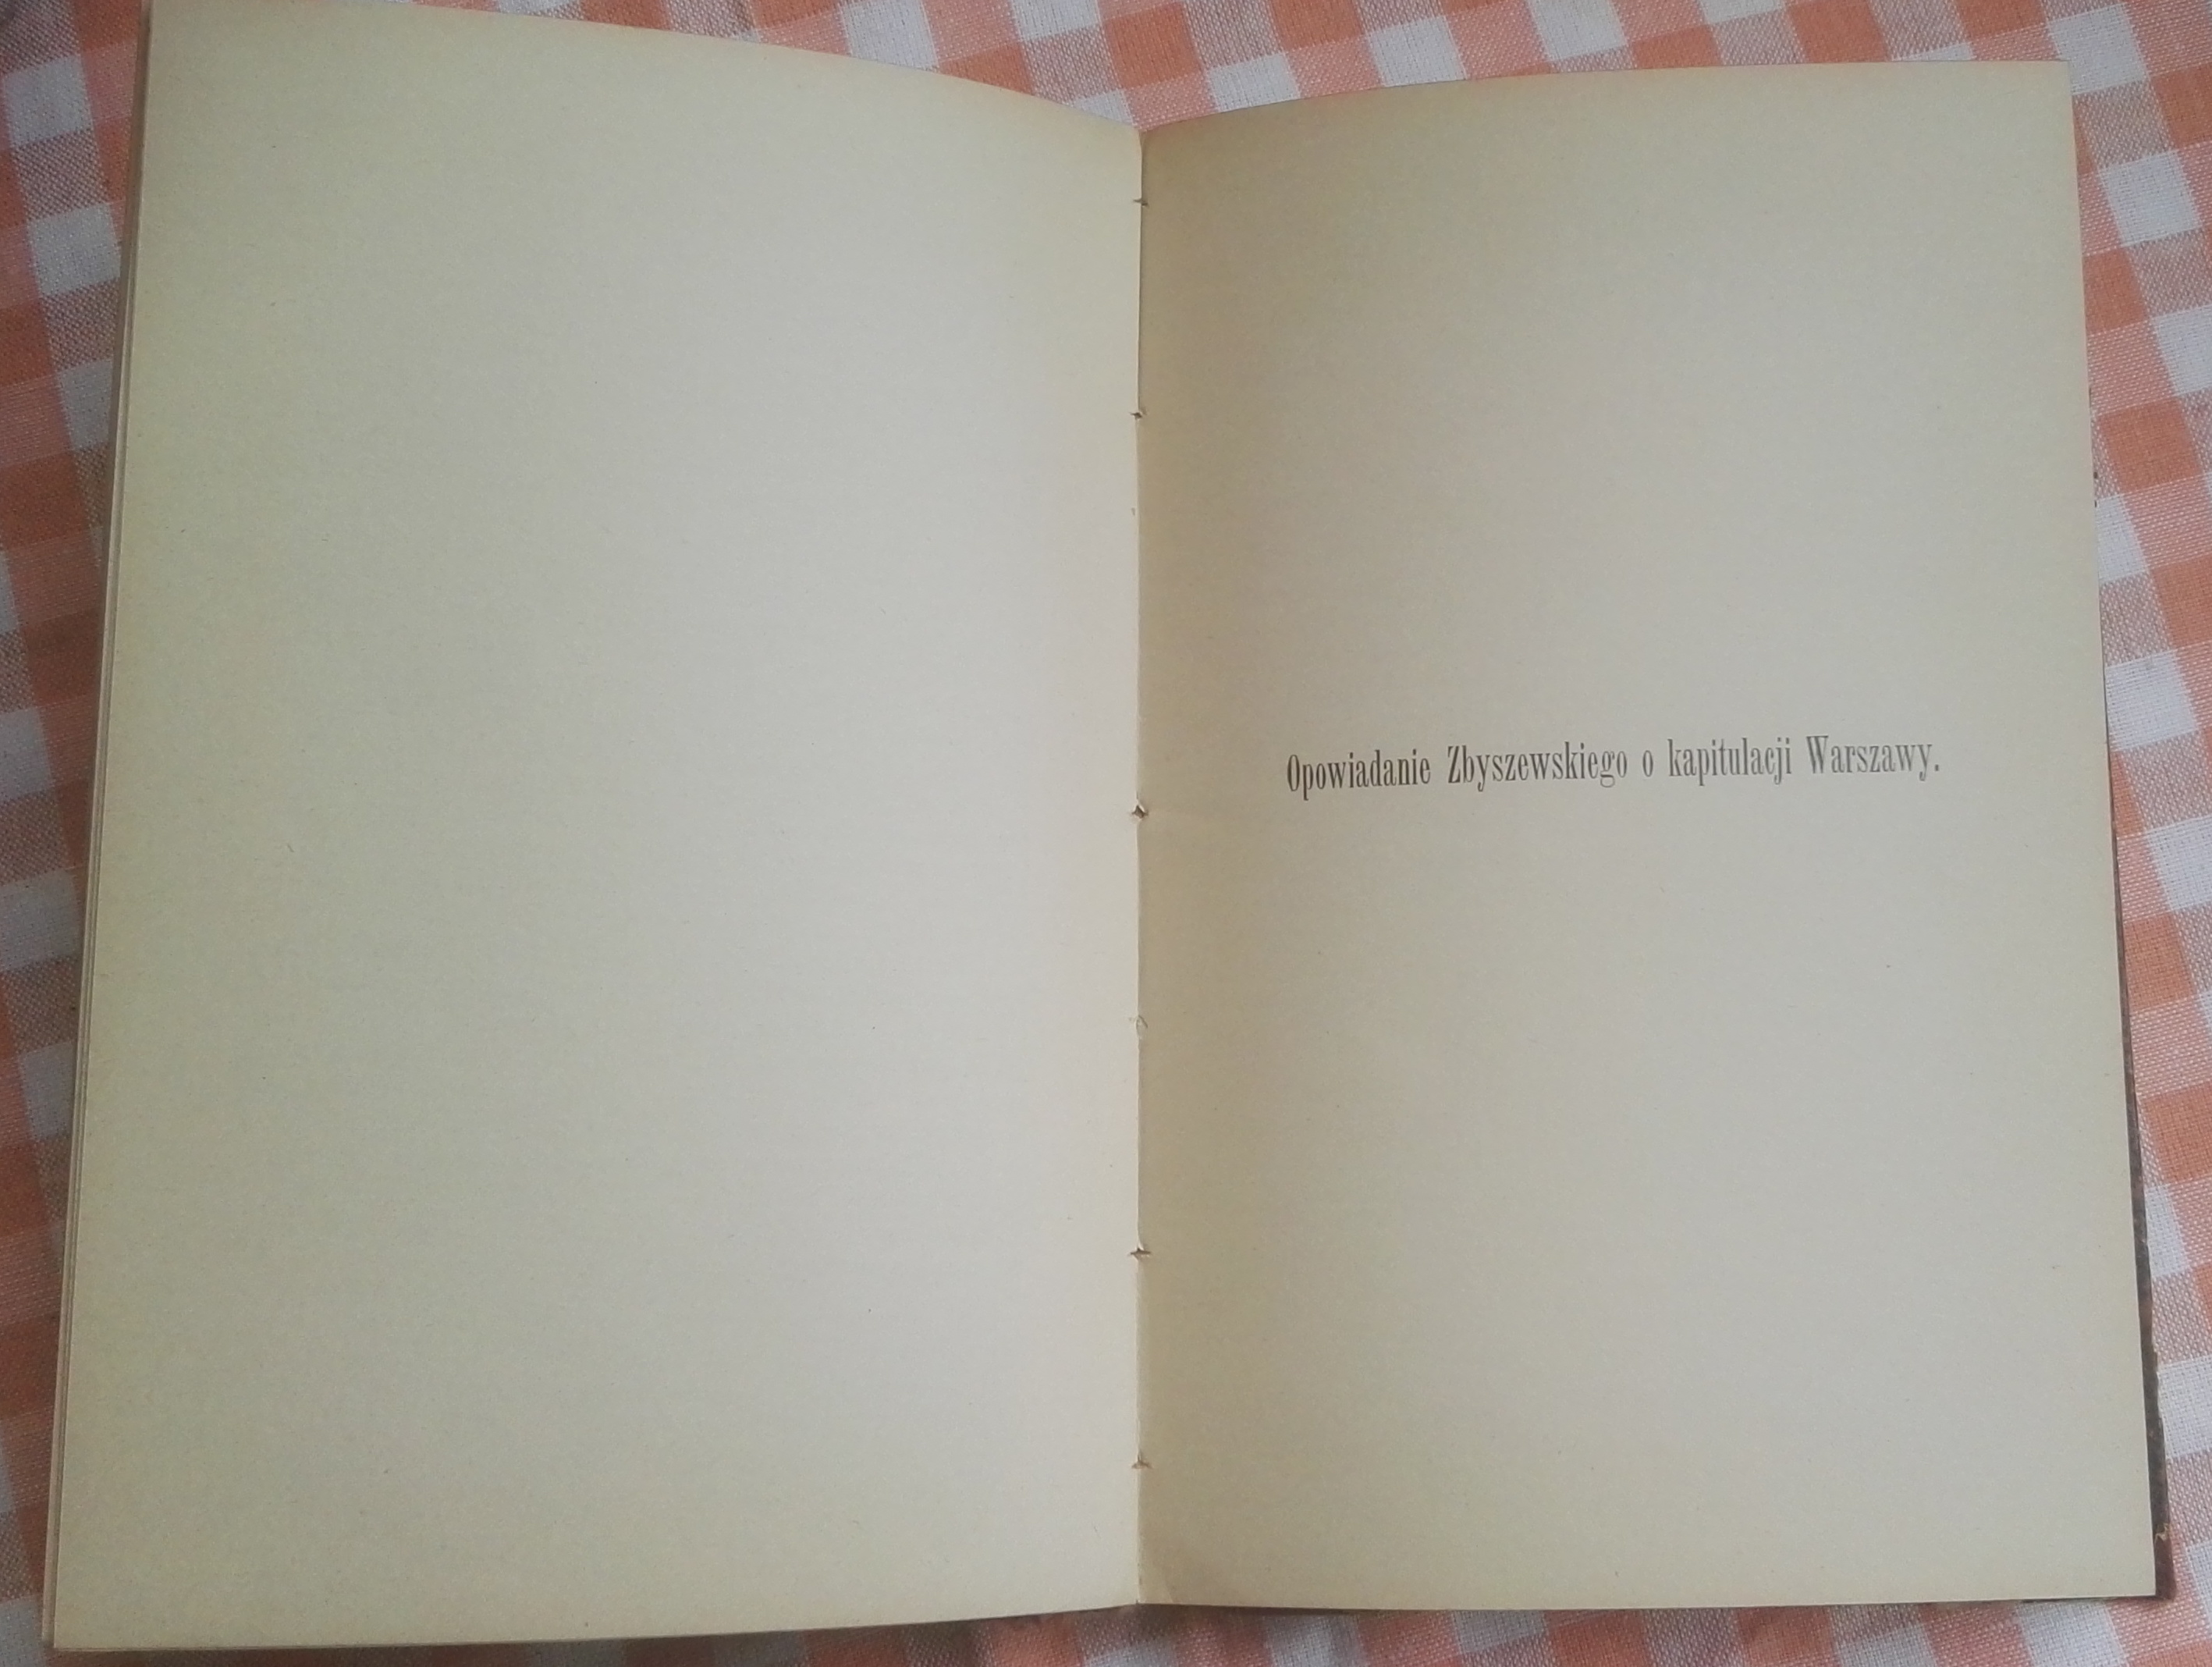 Opowiadanie Zbyszewskiego o kapitulacji Warszawy.